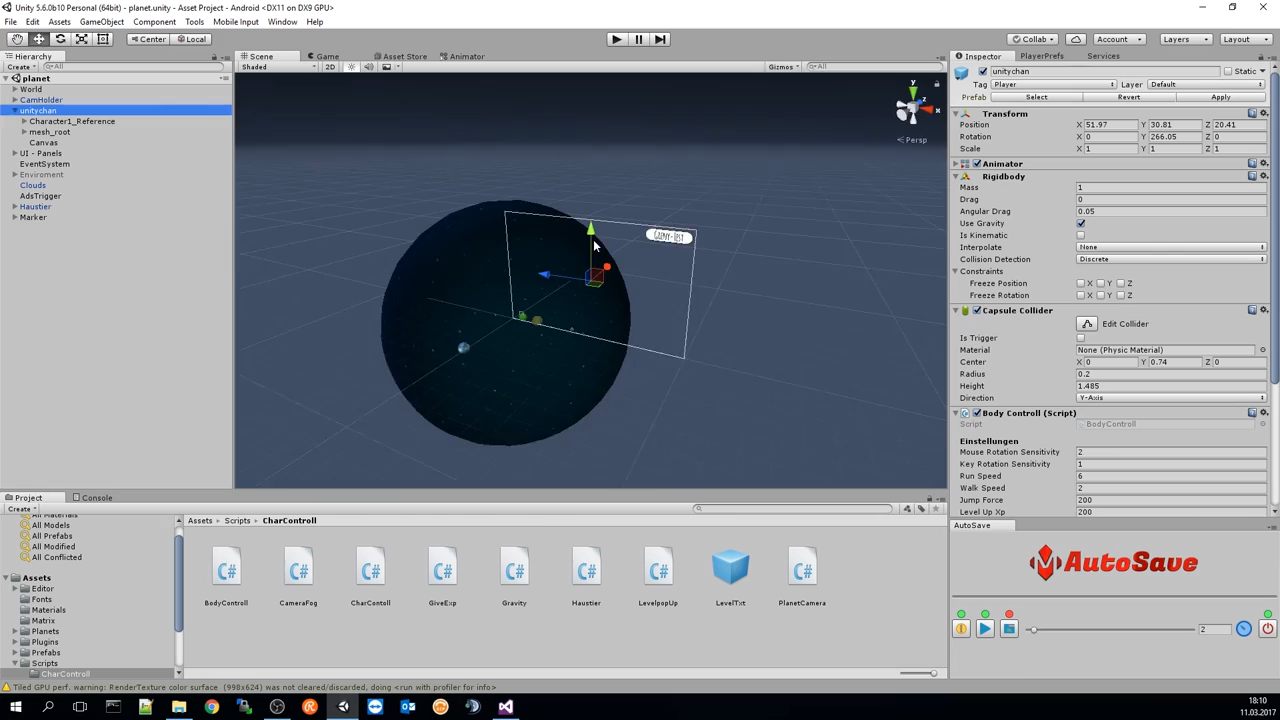 Unity 5.6.0b10 Personal (64bit) - planet.unity - Asset Project - Android <DX11 on DX9 GPU>
File Edit Assets GameObject Component Tools Mobile Input Window Help
Center Local Collab Account Layers Layout
Hierarchy
Create All
planet
World
CamHolder
unitychan
Character1_Reference
mesh_root
Canvas
UI - Panels
EventSystem
Enviroment
Clouds
AdsTrigger
Haustier
Marker
Scene Game Asset Store Animator
Shaded 2D Gizmos All
y
x
z
Persp
Inspector PlayerPrefs Services
unitychan Static
Tag Player Layer Default
Prefab Select Revert Apply
Transform
Position X 51.97 Y 30.81 Z 20.41
Rotation X 0 Y 266.05 Z 0
Scale X 1 Y 1 Z 1
Animator
Rigidbody
Mass 1
Drag 0
Angular Drag 0.05
Use Gravity
Is Kinematic
Interpolate None
Collision Detection Discrete
Constraints
Freeze Position X Y Z
Freeze Rotation X Y Z
Capsule Collider
Edit Collider
Is Trigger
Material None (Physic Material)
Center X 0 Y 0.74 Z 0
Radius 0.2
Height 1.485
Direction Y-Axis
Body Controll (Script)
Script BodyControll
Einstellungen
Mouse Rotation Sensitivity 2
Key Rotation Sensitivity 1
Run Speed 6
Walk Speed 2
Jump Force 200
Level Up Xp 200
AutoSave
AutoSave
2
Project Console
Create
All Materials
All Models
All Prefabs
All Modified
All Conflicted
Assets
Editor
Fonts
Materials
Matrix
Planets
Plugins
Prefabs
Scripts
CharControll
Assets Scripts CharControll
C# C# C# C# C# C# C# C#
BodyControll CameraFog CharContoll GiveExp Gravity Haustier LevelpopUp LevelTxt PlanetCamera
Tiled GPU perf. warning: RenderTexture color surface (998x624) was not cleared/discarded, doing <run with profiler for info>
18:10
11.03.2017